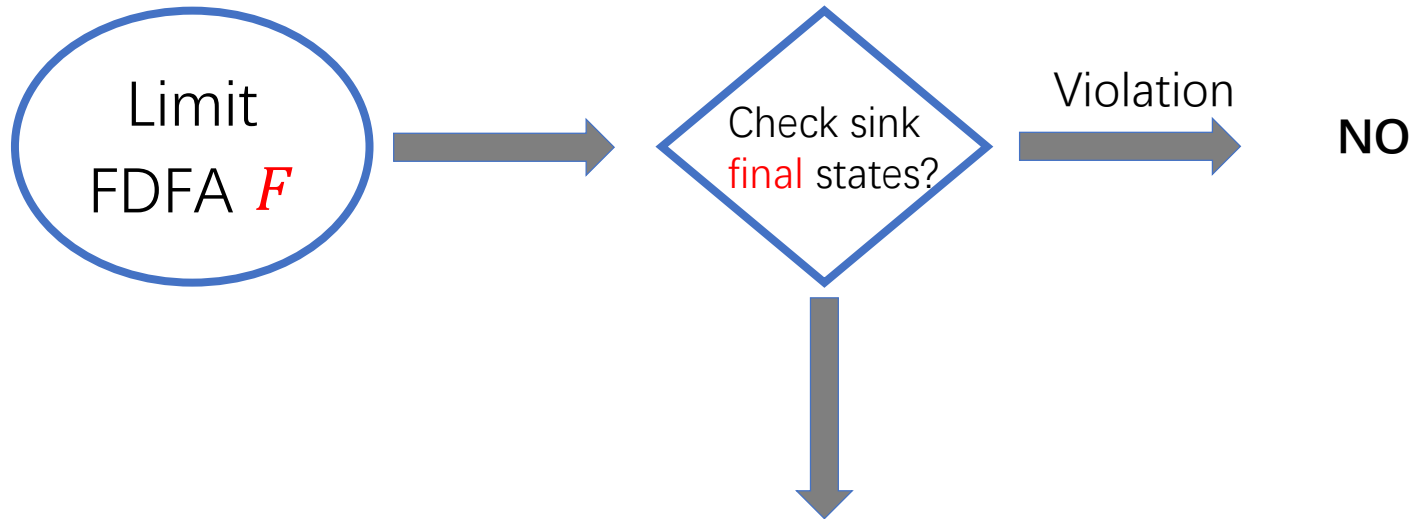 Limit
FDFA F
Check sink
final states?
Violation
NO